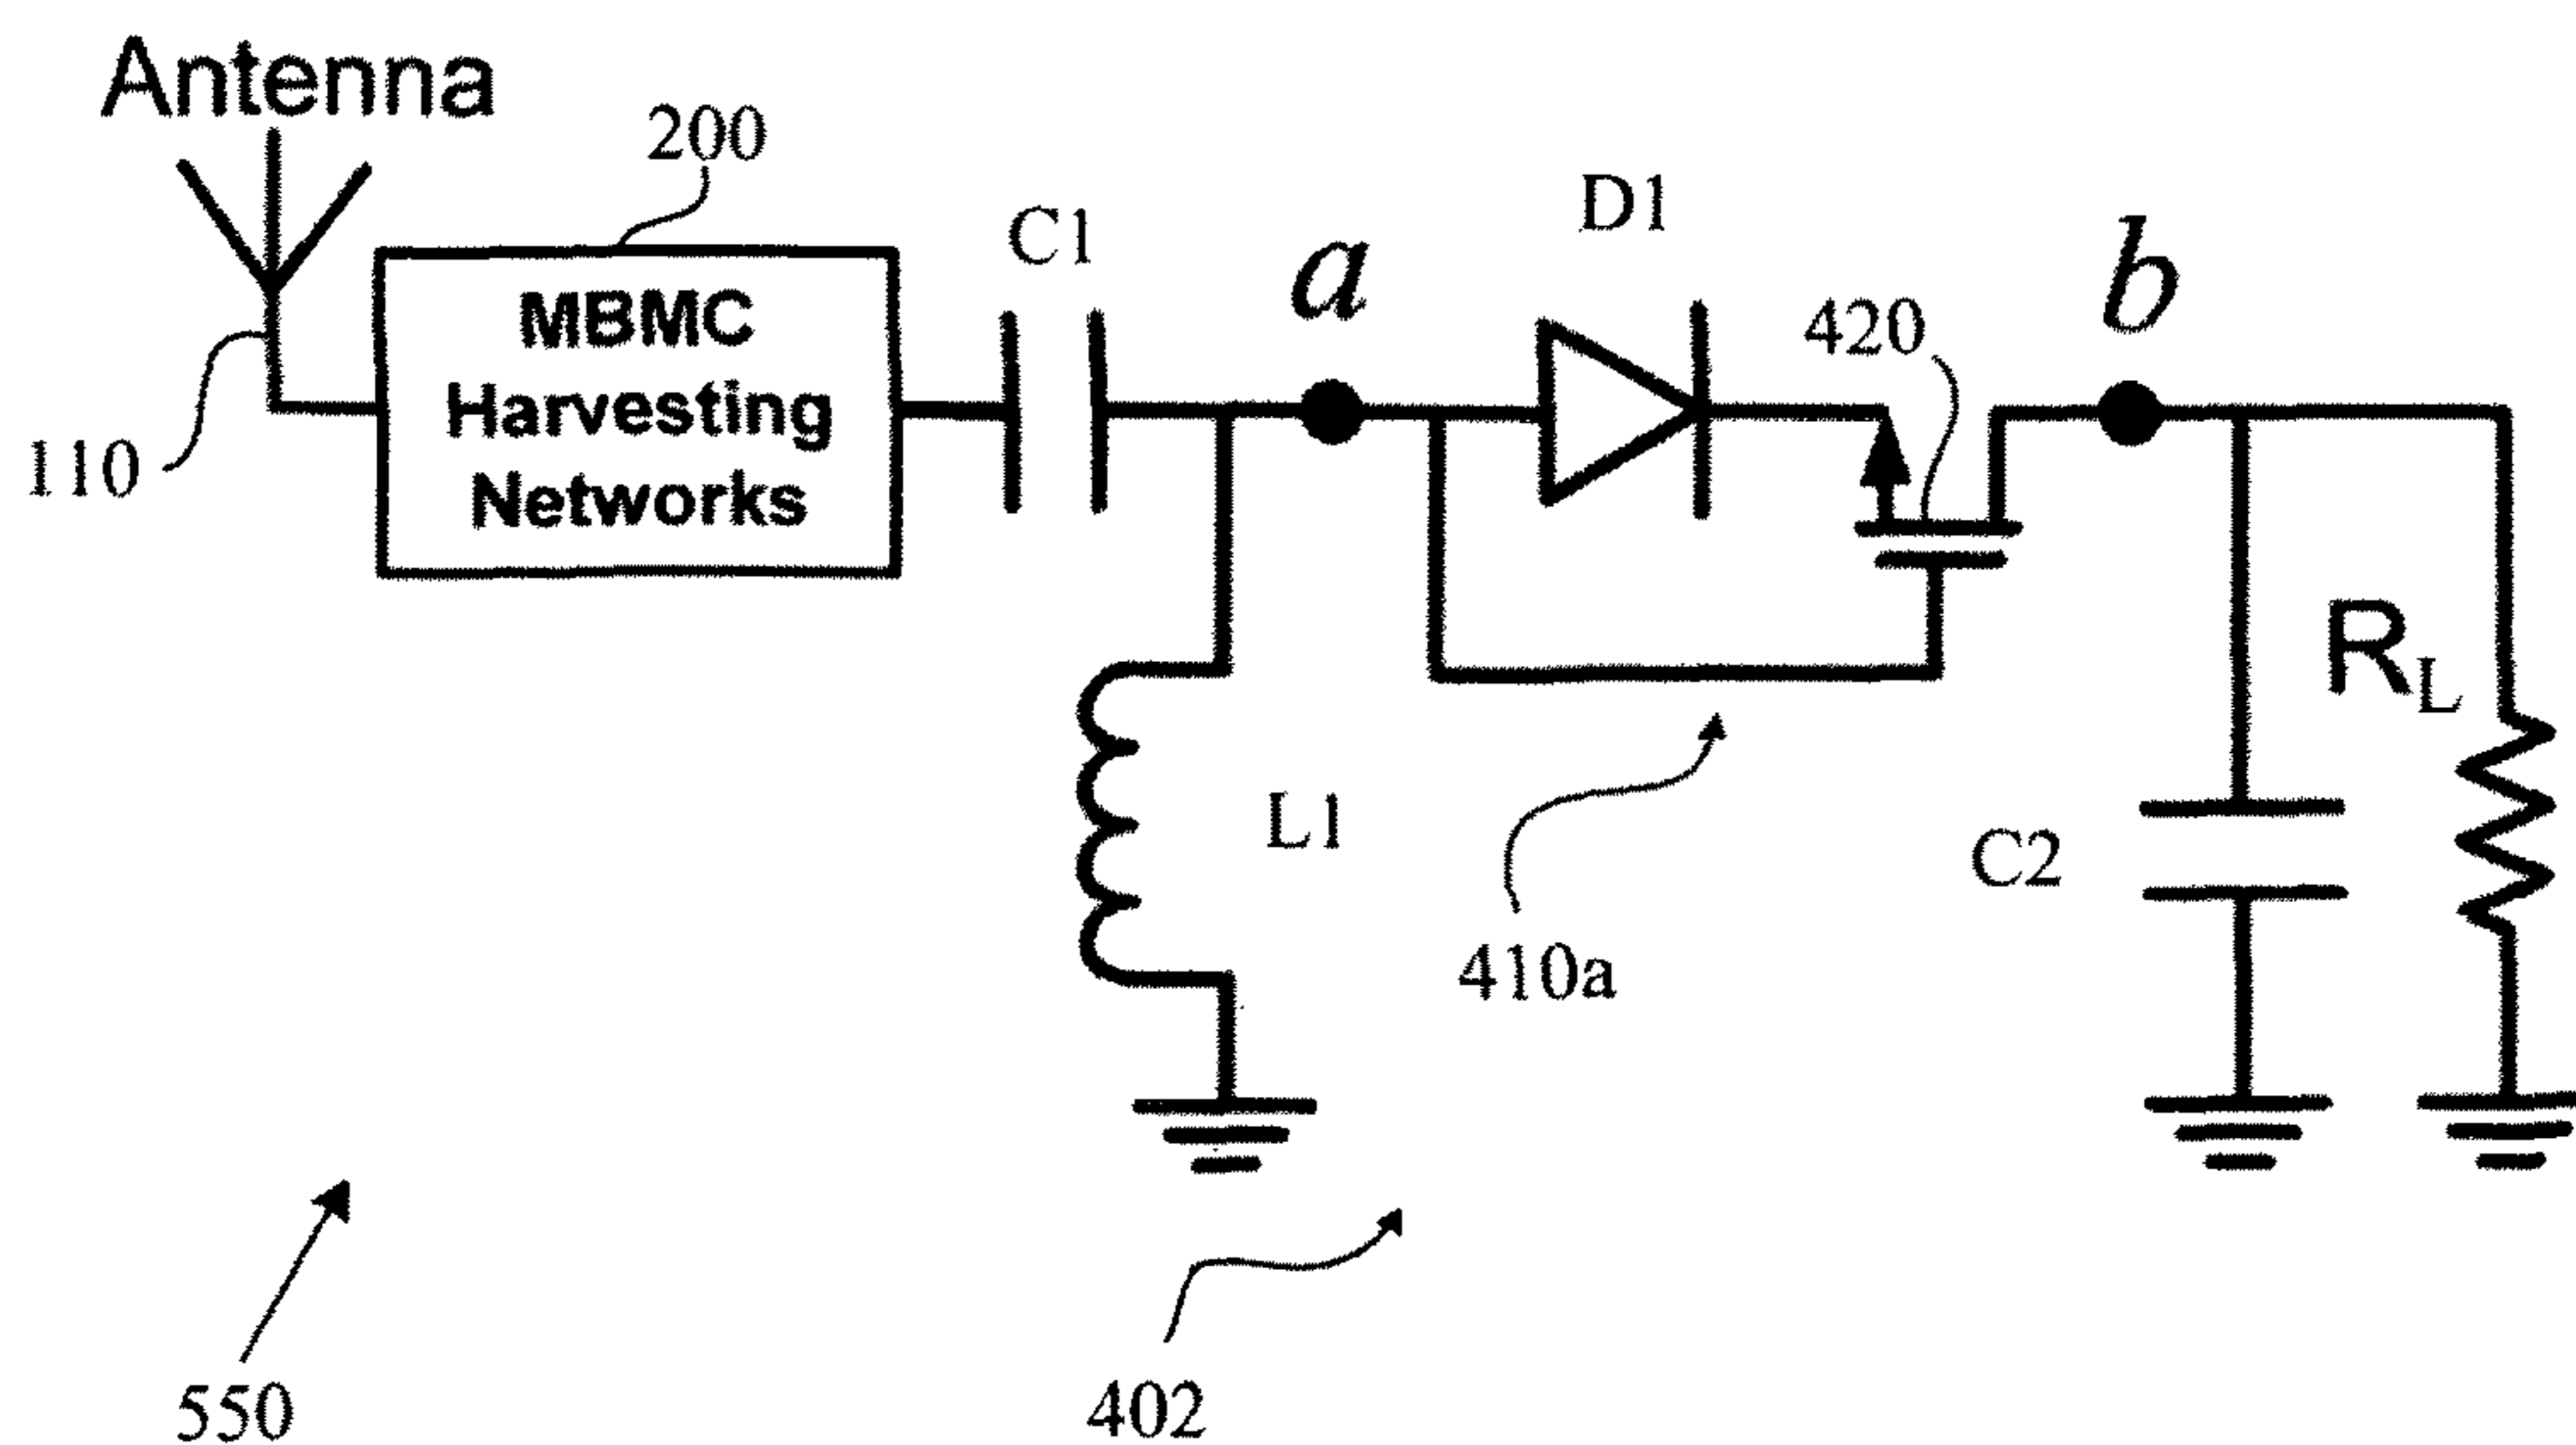 Antenna
200
MBMC
Harvesting
Networks
110
C1
a
D1
420
b
L1
410a
C2
RL
550
402